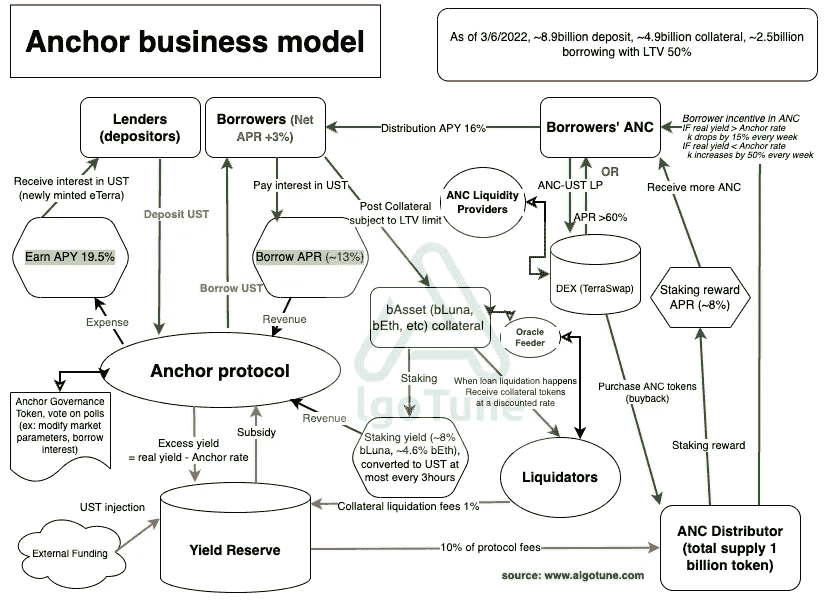 Anchor business model
As of 3/6/2022, ~8.9billion deposit, ~4.9billion collateral, ~2.5billion
borrowing with LTV 50%
Lenders
(depositors)
Borrowers (Net
APR +3%)
Distribution APY 16%
Borrowers' ANC
Borrower incentive in ANC
IF real yield > Anchor rate
k drops by 15% every week
IF real yield < Anchor rate
k increases by 50% every week
Receive interest in UST
(newly minted eTerra)
Deposit UST
Pay interest in UST
Post Collateral
subject to LTV limit
ANC Liquidity
Providers
ANC-UST LP
OR
APR >60%
Receive more ANC
Earn APY 19.5%
Borrow APR (~13%)
Borrow UST
bAsset (bLuna,
bEth, etc) collateral
Oracle
Feeder
DEX (TerraSwap)
Staking reward
APR (~8%)
Expense
Revenue
Anchor protocol
Staking
When loan liquidation happens
Receive collateral tokens
at a discounted rate
Purchase ANC tokens
(buyback)
Anchor Governance
Token, vote on polls
(ex: modify market
parameters, borrow
interest)
Excess yield
= real yield - Anchor rate
Subsidy
Revenue
lgoTune
Staking yield (~8%
bLuna, ~4.6% bEth),
converted to UST at
most every 3hours
Liquidators
Staking reward
UST injection
External Funding
Yield Reserve
Collateral liquidation fees 1%
10% of protocol fees
ANC Distributor
(total supply 1
billion token)
source: www.algotune.com